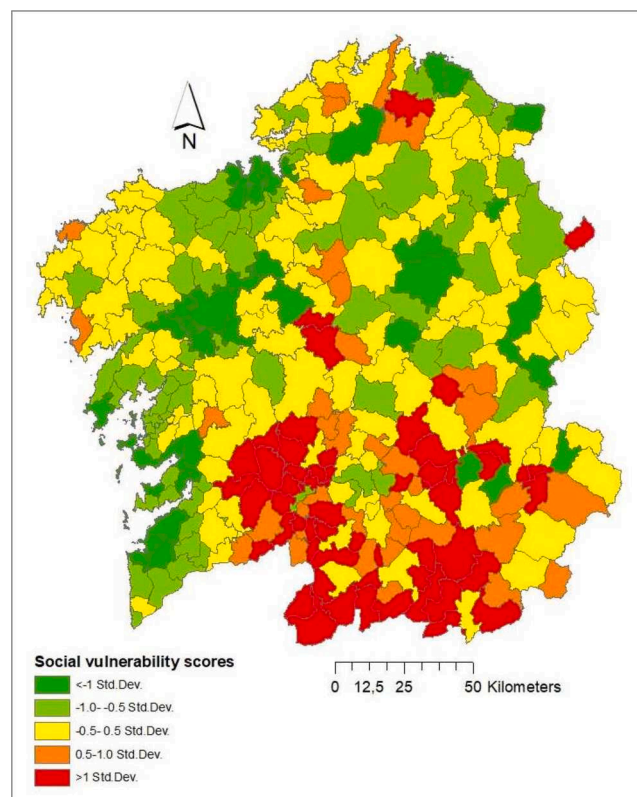 N
Social vulnerability scores
<-1 Std.Dev.
-1.0- -0.5 Std.Dev.
-0.5- 0.5 Std.Dev.
0.5-1.0 Std.Dev.
>1 Std.Dev.
0 12,5 25 50 Kilometers